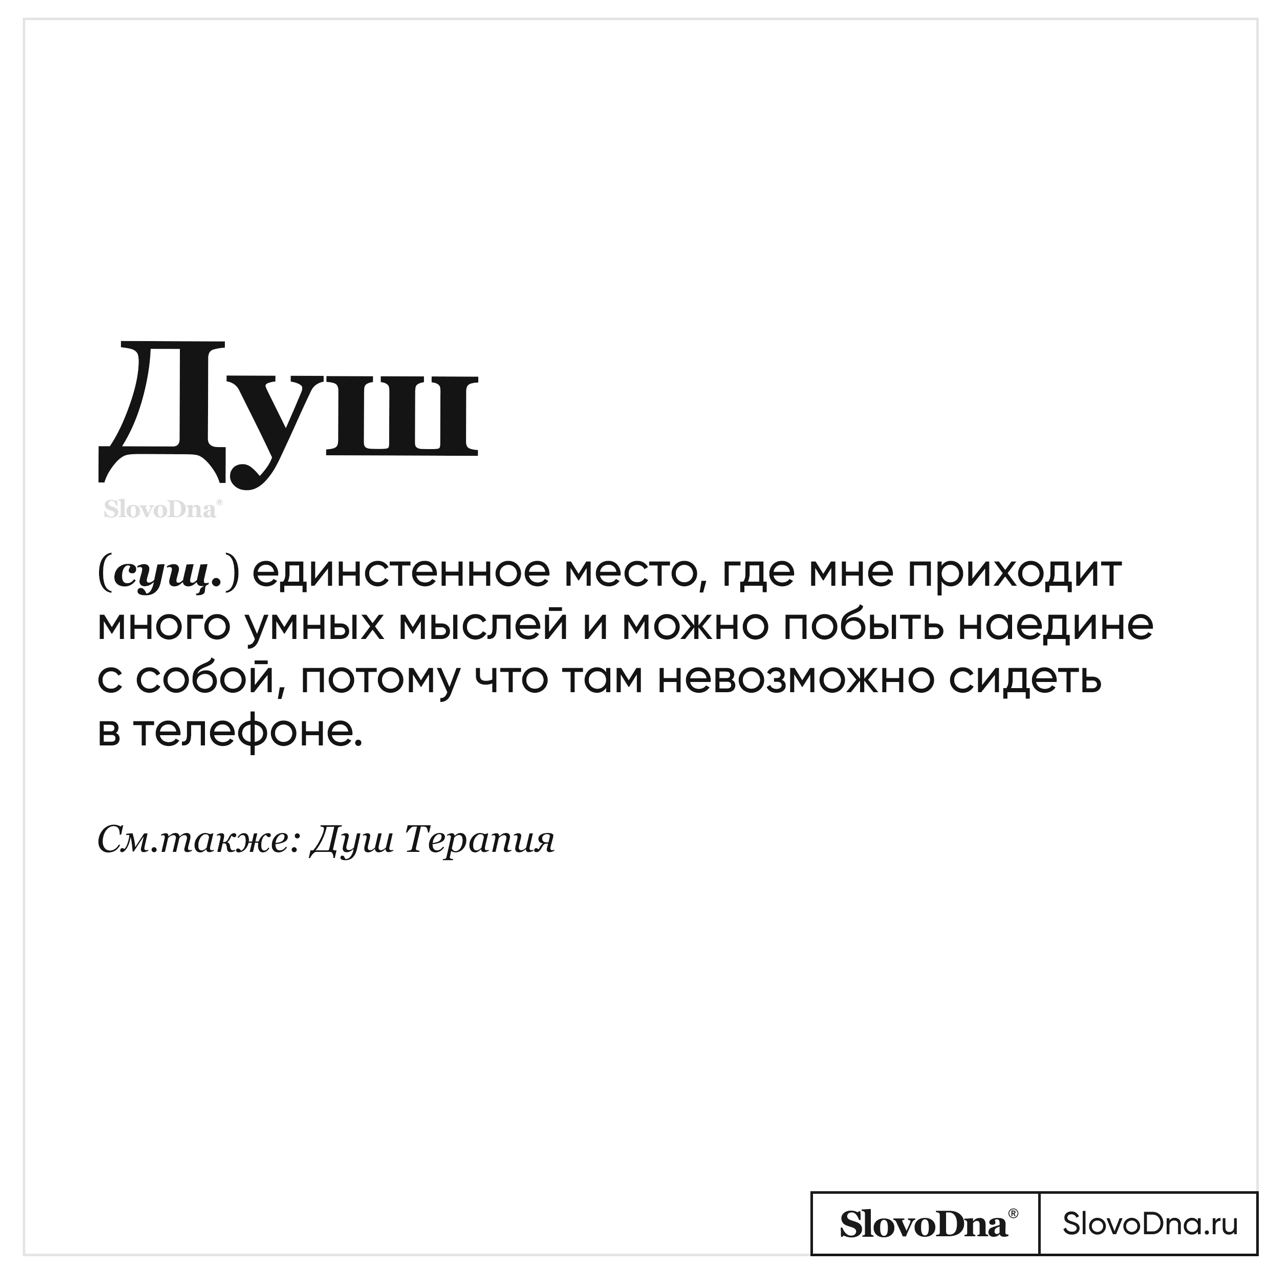 Душ
SlovoDna®
(сущ.) единстенное место, где мне приходит
много умных мыслей и можно побыть наедине
с собой, потому что там невозможно сидеть
в телефоне.
См.также: Душ Терапия
SlovoDna® SlovoDna.ru